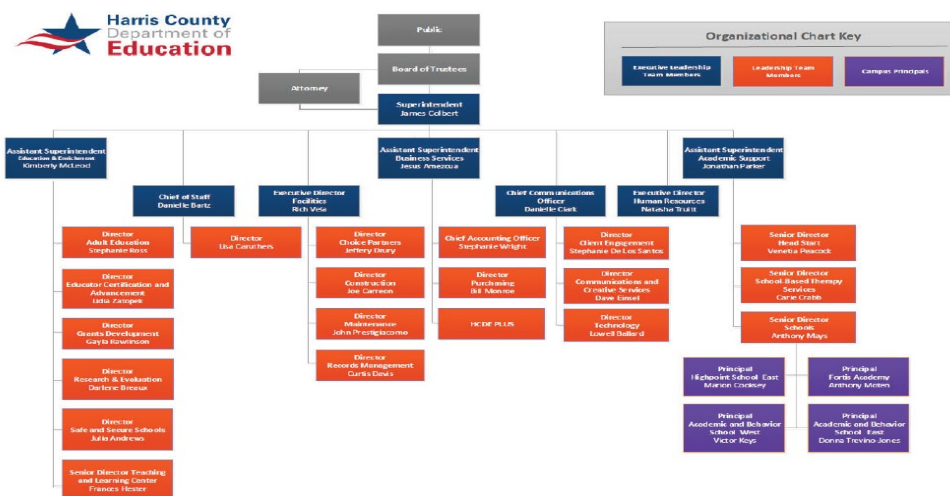 Harris County
Department of
Education
Public
Board of Trustees
Attorney
Superintendent
James Colbert
Organizational Chart Key
Executive Leadership
Team Members
Leadership Team
Members
Campus Principals
Assistant Superintendent
Education & Enrichment
Kimberly McLeod
Assistant Superintendent
Business Services
Jesus Amezcua
Assistant Superintendent
Academic Support
Jonathan Parker
Chief of Staff
Danielle Bartz
Executive Director
Facilities
Rich Vela
Chief Communications
Officer
Danielle Clark
Executive Director
Human Resources
Natasha Truitt
Director
Adult Education
Stephanie Ross
Director
Educator Certification and
Advancement
Lidia Zatopek
Director
Grants Development
Gayla Rawlinson
Director
Research & Evaluation
Darlene Breaux
Director
Safe and Secure Schools
Julia Andrews
Senior Director Teaching
and Learning Center
Frances Hester
Director
Lisa Caruthers
Director
Choice Partners
Jeffery Drury
Director
Construction
Joe Carreon
Director
Maintenance
John Prestigiacomo
Director
Records Management
Curtis Davis
Chief Accounting Officer
Stephanie Wright
Director
Purchasing
Bill Monroe
HCDE PLUS
Director
Client Engagement
Stephanie De Los Santos
Director
Communications and
Creative Services
Dave Einsel
Director
Technology
Lowell Ballard
Senior Director
Head Start
Venetia Peacock
Senior Director
School-Based Therapy
Services
Carie Crabb
Senior Director
Schools
Anthony Mays
Principal
Highpoint School East
Marion Cooksey
Principal
Fortis Academy
Anthony Moten
Principal
Academic and Behavior
School West
Victor Keys
Principal
Academic and Behavior
School East
Donna Trevino-Jones